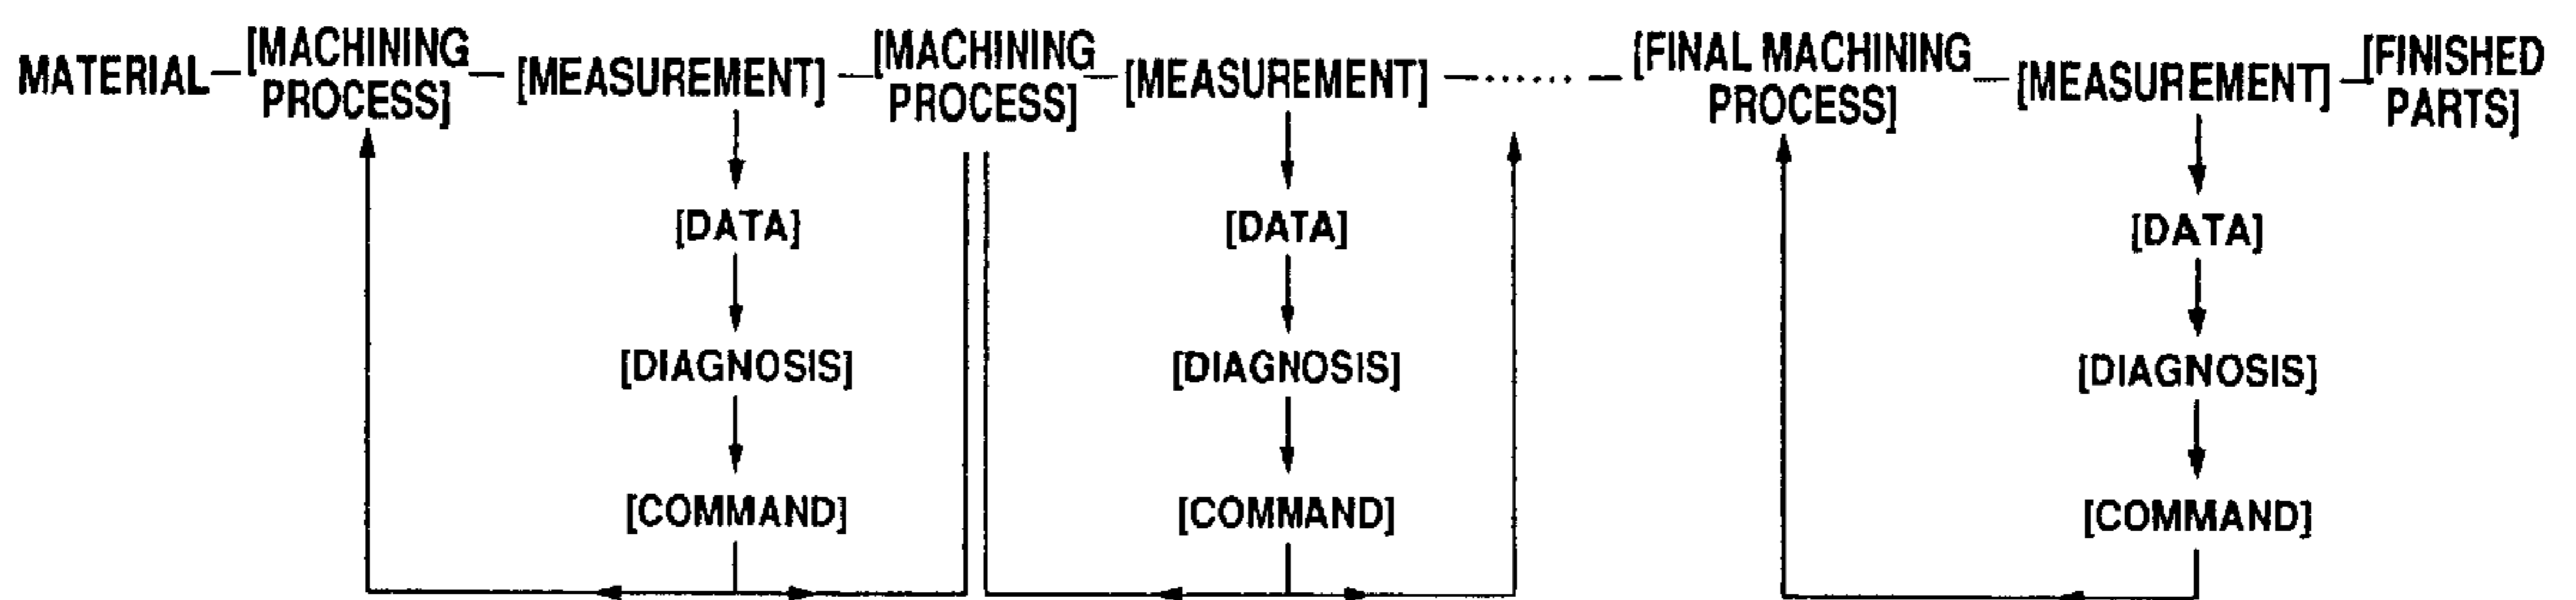 MATERIAL
[MACHINING
PROCESS]
[MEASUREMENT]
[MACHINING
PROCESS]
[MEASUREMENT]
[FINAL MACHINING
PROCESS]
[MEASUREMENT]
[FINISHED
PARTS]
[DATA]
[DATA]
[DATA]
[DIAGNOSIS]
[DIAGNOSIS]
[DIAGNOSIS]
[COMMAND]
[COMMAND]
[COMMAND]